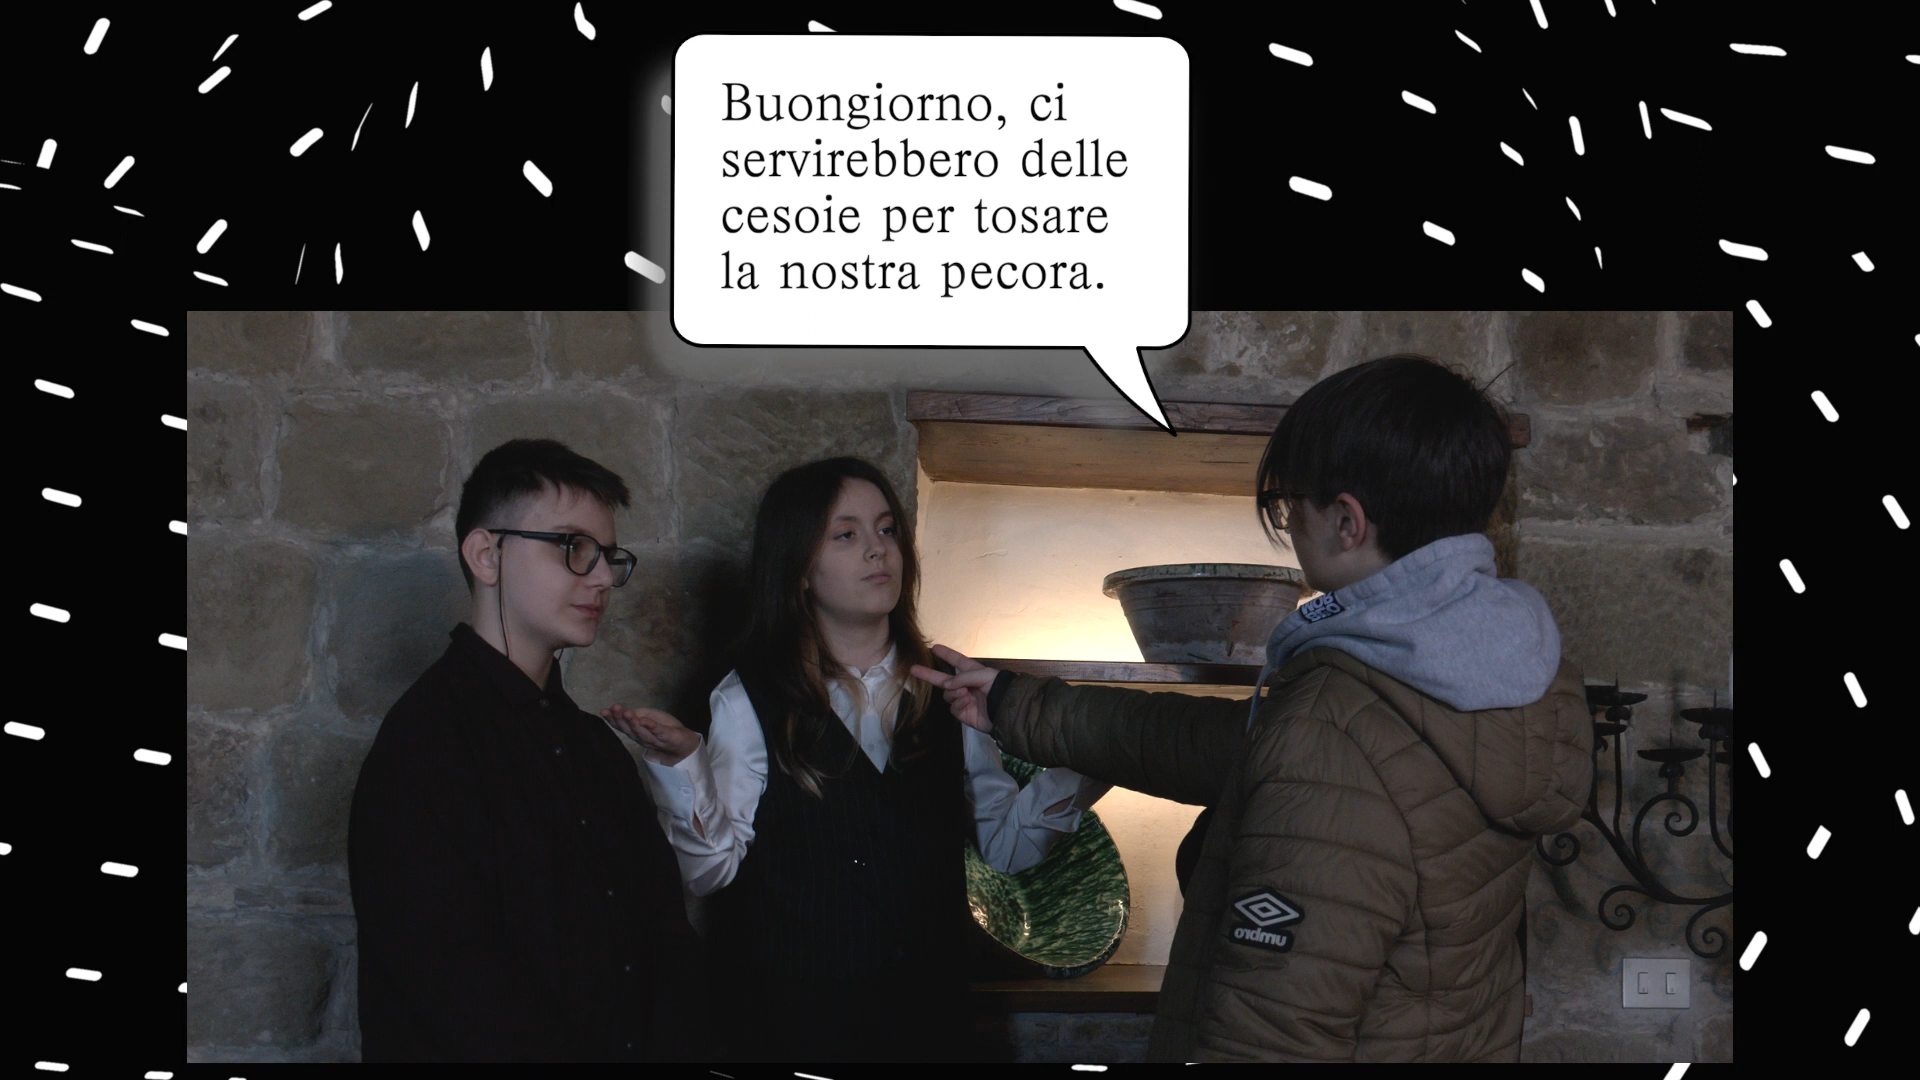 Buongiorno, ci
servirebbero delle
cesoie per tosare
la nostra pecora.
umbro